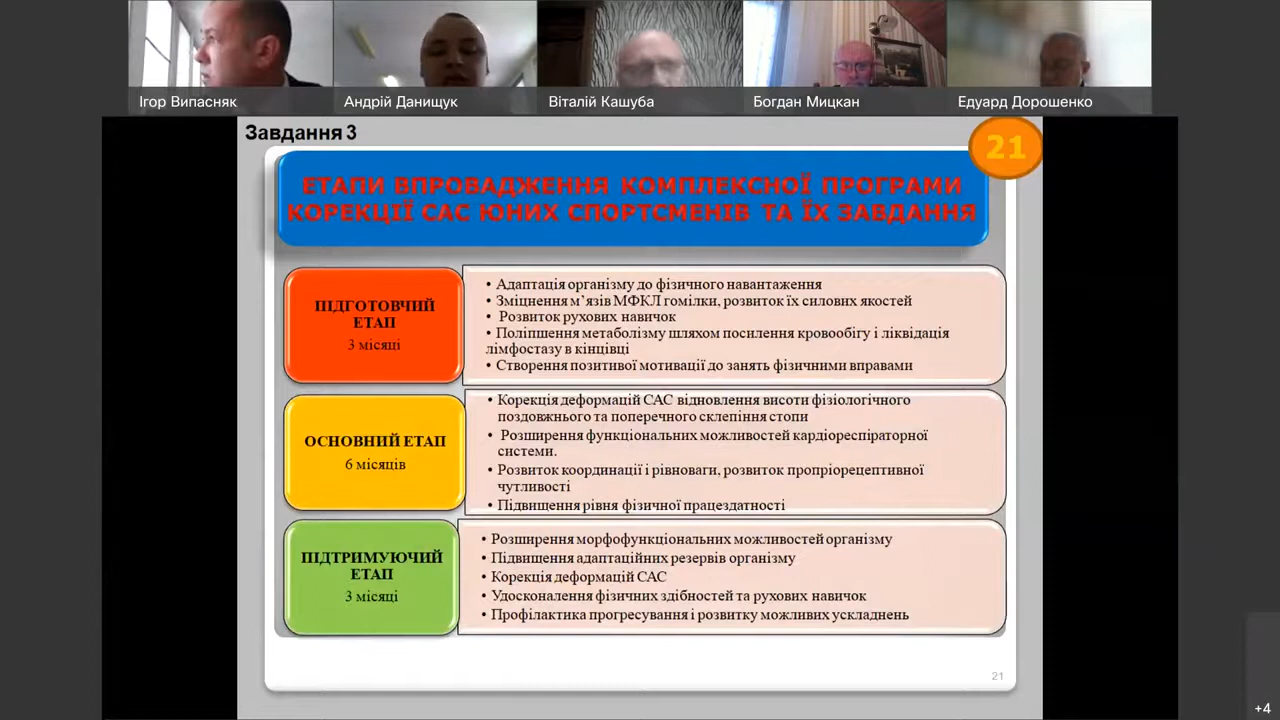 Ігор Випасняк
Андрій Данищук
Віталій Кашуба
Богдан Мицкан
Едуард Дорошенко
Завдання 3
21
ЕТАПИ ВПРОВАДЖЕННЯ КОМПЛЕКСНОЇ ПРОГРАМИ
КОРЕКЦІЇ САС ЮНИХ СПОРТСМЕНІВ ТА ЇХ ЗАВДАННЯ
ПІДГОТОВЧИЙ
ЕТАП
3 місяці
• Адаптація організму до фізичного навантаження
• Зміцнення м’язів МФКЛ гомілки, розвиток їх силових якостей
• Розвиток рухових навичок
• Поліпшення метаболізму шляхом посилення кровообігу і ліквідація
лімфостазу в кінцівці
• Створення позитивої мотивації до занять фізичними вправами
ОСНОВНИЙ ЕТАП
6 місяців
• Корекція деформацій САС відновлення висоти фізіологічного
поздовжнього та поперечного склепіння стопи
• Розширення функціональних можливостей кардіореспіраторної
системи.
• Розвиток координації і рівноваги, розвиток пропріорецептивної
чутливості
• Підвищення рівня фізичної працездатності
ПІДТРИМУЮЧИЙ
ЕТАП
3 місяці
• Розширення морфофункціональних можливостей організму
• Підвищення адаптаційних резервів організму
• Корекція деформацій САС
• Удосконалення фізичних здібностей та рухових навичок
• Профілактика прогресування і розвитку можливих ускладнень
21
+4